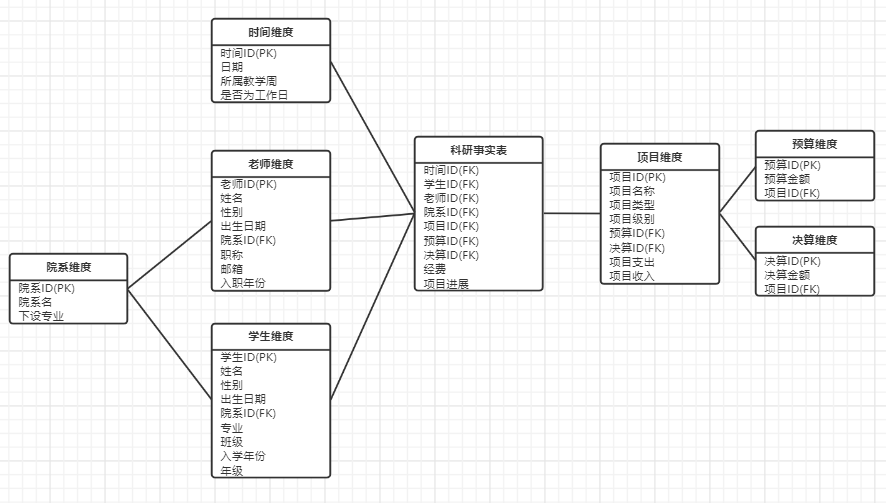 时间维度
时间ID(PK)
日期
所属教学周
是否为工作日
老师维度
老师ID(PK)
姓名
性别
出生日期
院系ID(FK)
职称
邮箱
入职年份
院系维度
院系ID(PK)
院系名
下设专业
学生维度
学生ID(PK)
姓名
性别
出生日期
院系ID(FK)
专业
班级
入学年份
年级
科研事实表
时间ID(FK)
学生ID(FK)
老师ID(FK)
院系ID(FK)
项目ID(FK)
预算ID(FK)
决算ID(FK)
经费
项目进展
项目维度
项目ID(PK)
项目名称
项目类型
项目级别
预算ID(FK)
决算ID(FK)
项目支出
项目收入
预算维度
预算ID(PK)
预算金额
项目ID(FK)
决算维度
决算ID(PK)
决算金额
项目ID(FK)